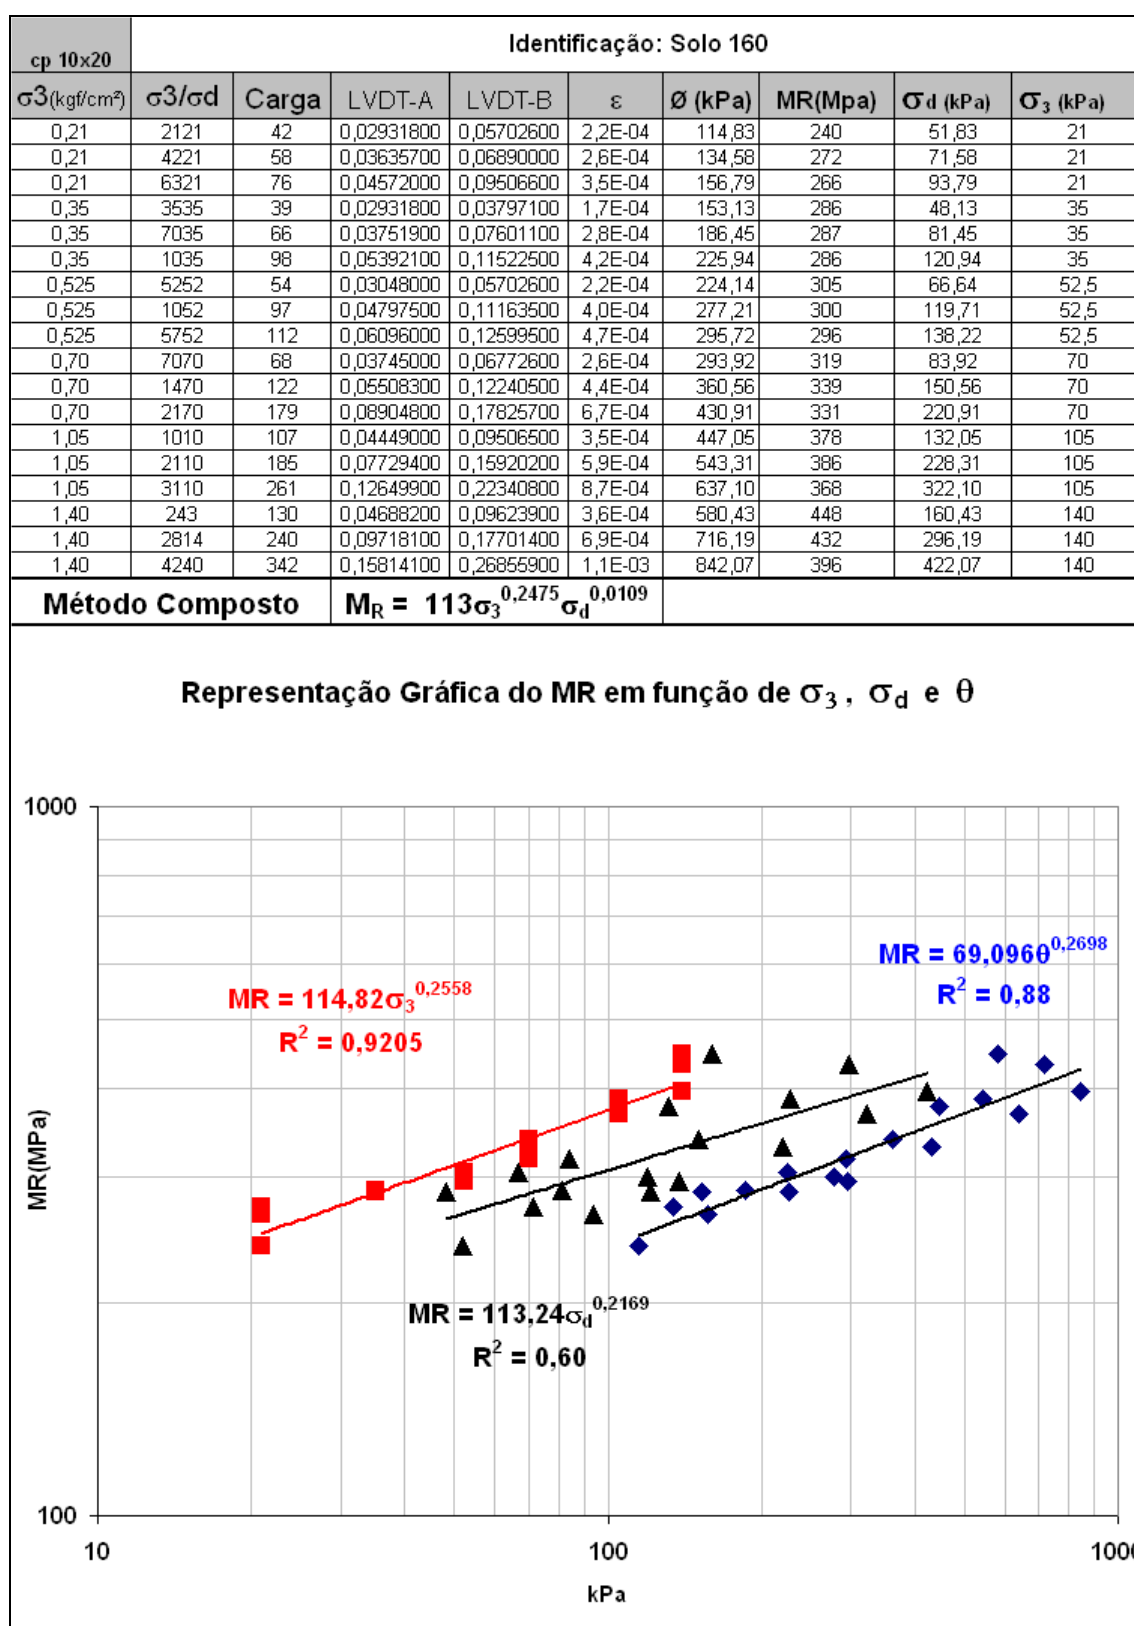 Identificação: Solo 160
cp 10x20
σ3(kgf/cm²) σ3/σd Carga LVDT-A LVDT-B ε Ø (kPa) MR(Mpa) σd (kPa) σ3 (kPa)
0,21 2121 42 0,02931800 0,05702600 2,2E-04 114,83 240 51,83 21
0,21 4221 58 0,03635700 0,06890000 2,6E-04 134,58 272 71,58 21
0,21 6321 76 0,04572000 0,09506600 3,5E-04 156,79 266 93,79 21
0,35 3535 39 0,02931800 0,03797100 1,7E-04 153,13 286 48,13 35
0,35 7035 66 0,03751900 0,07601100 2,8E-04 186,45 287 81,45 35
0,35 1035 98 0,05392100 0,11522500 4,2E-04 225,94 286 120,94 35
0,525 5252 54 0,03048000 0,05702600 2,2E-04 224,14 305 66,64 52,5
0,525 1052 97 0,04797500 0,11163500 4,0E-04 277,21 300 119,71 52,5
0,525 5752 112 0,06096000 0,12599500 4,7E-04 295,72 296 138,22 52,5
0,70 7070 68 0,03745000 0,06772600 2,6E-04 293,92 319 83,92 70
0,70 1470 122 0,05508300 0,12240500 4,4E-04 360,56 339 150,56 70
0,70 2170 179 0,08904800 0,17825700 6,7E-04 430,91 331 220,91 70
1,05 1010 107 0,04449000 0,09506500 3,5E-04 447,05 378 132,05 105
1,05 2110 185 0,07729400 0,15920200 5,9E-04 543,31 386 228,31 105
1,05 3110 261 0,12649900 0,22340800 8,7E-04 637,10 368 322,10 105
1,40 243 130 0,04688200 0,09623900 3,6E-04 580,43 448 160,43 140
1,40 2814 240 0,09718100 0,17701400 6,9E-04 716,19 432 296,19 140
1,40 4240 342 0,15814100 0,26855900 1,1E-03 842,07 396 422,07 140
Método Composto MR = 113σ3^0,2475 σd^0,0109
Representação Gráfica do MR em função de σ3 , σd e θ
1000
MR = 69,096θ^0,2698
R² = 0,88
MR = 114,82σ3^0,2558
R² = 0,9205
MR(MPa)
MR = 113,24σd^0,2169
R² = 0,60
100
10 100 1000
kPa